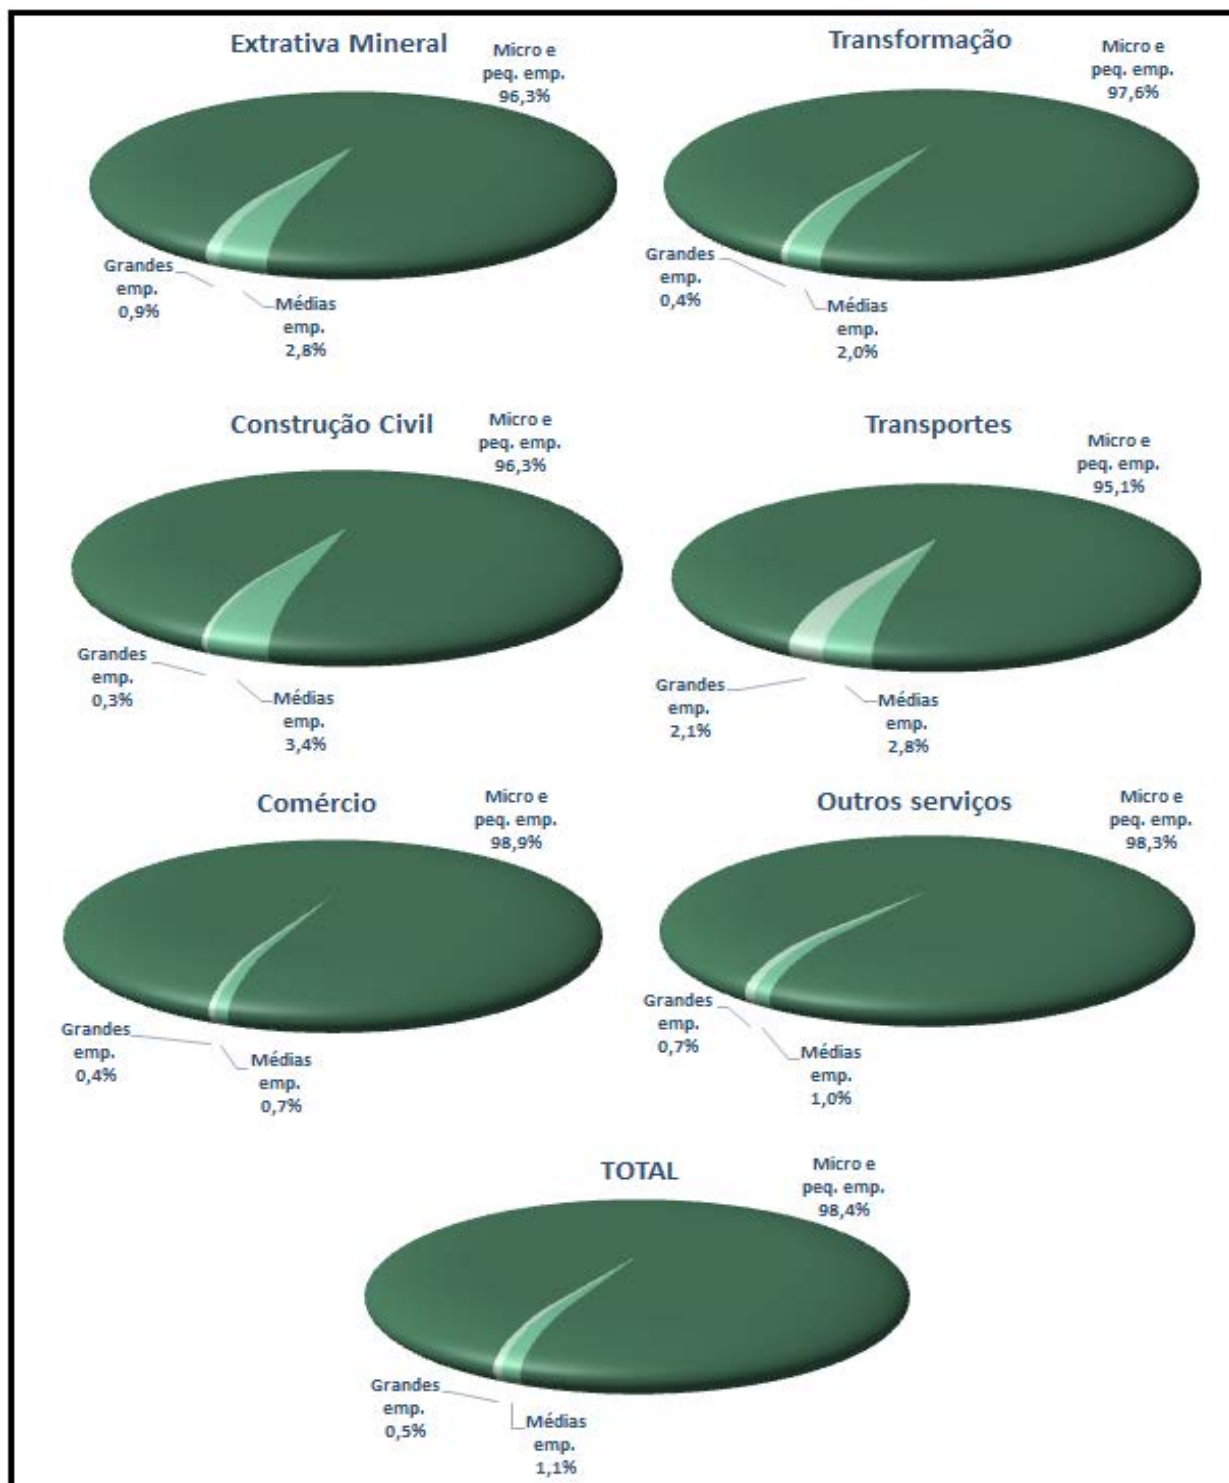 Extrativa Mineral
Micro e
peq. emp.
96,3%
Grandes
emp.
0,9%
Médias
emp.
2,8%
Transformação
Micro e
peq. emp.
97,6%
Grandes
emp.
0,4%
Médias
emp.
2,0%
Construção Civil
Micro e
peq. emp.
96,3%
Grandes
emp.
0,3%
Médias
emp.
3,4%
Transportes
Micro e
peq. emp.
95,1%
Grandes
emp.
2,1%
Médias
emp.
2,8%
Comércio
Micro e
peq. emp.
98,9%
Grandes
emp.
0,4%
Médias
emp.
0,7%
Outros serviços
Micro e
peq. emp.
98,3%
Grandes
emp.
0,7%
Médias
emp.
1,0%
TOTAL
Micro e
peq. emp.
98,4%
Grandes
emp.
0,5%
Médias
emp.
1,1%